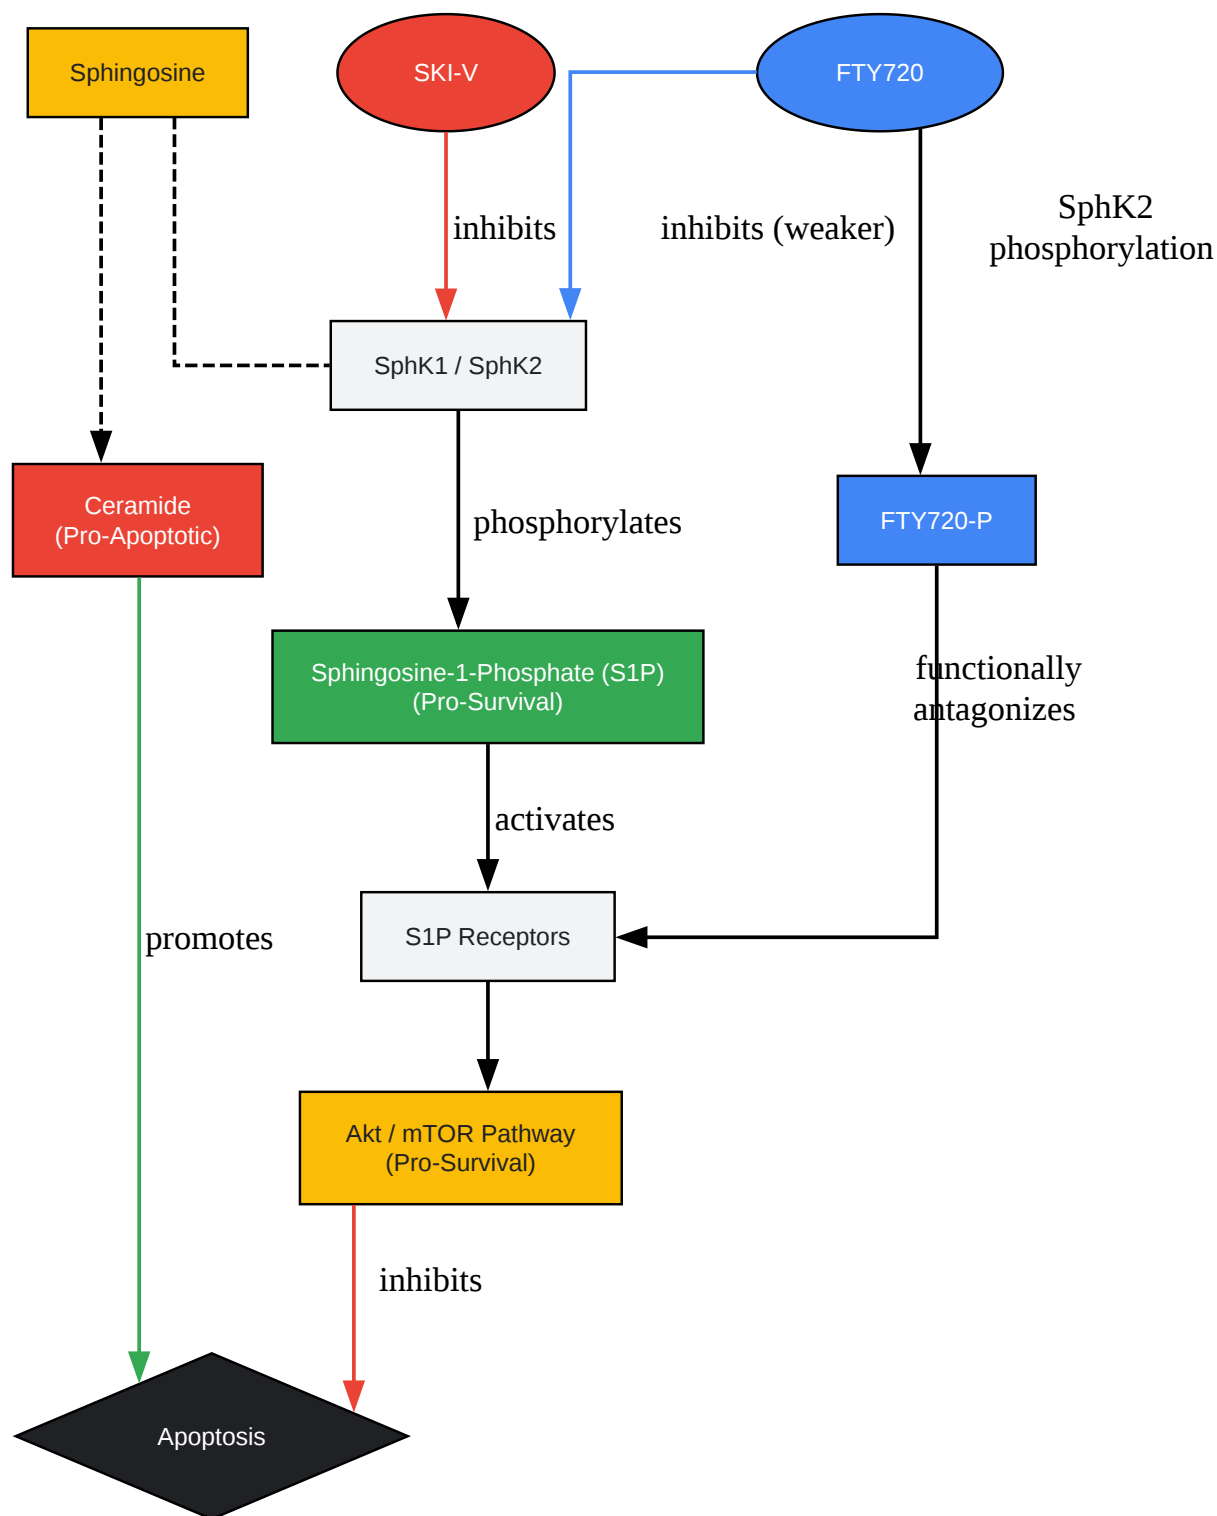 Sphingosine
SKI-V
FTY720
inhibits
inhibits (weaker)
SphK2
phosphorylation
SphK1 / SphK2
Ceramide
(Pro-Apoptotic)
phosphorylates
FTY720-P
Sphingosine-1-Phosphate (S1P)
(Pro-Survival)
functionally
antagonizes
activates
promotes
S1P Receptors
Akt / mTOR Pathway
(Pro-Survival)
inhibits
Apoptosis